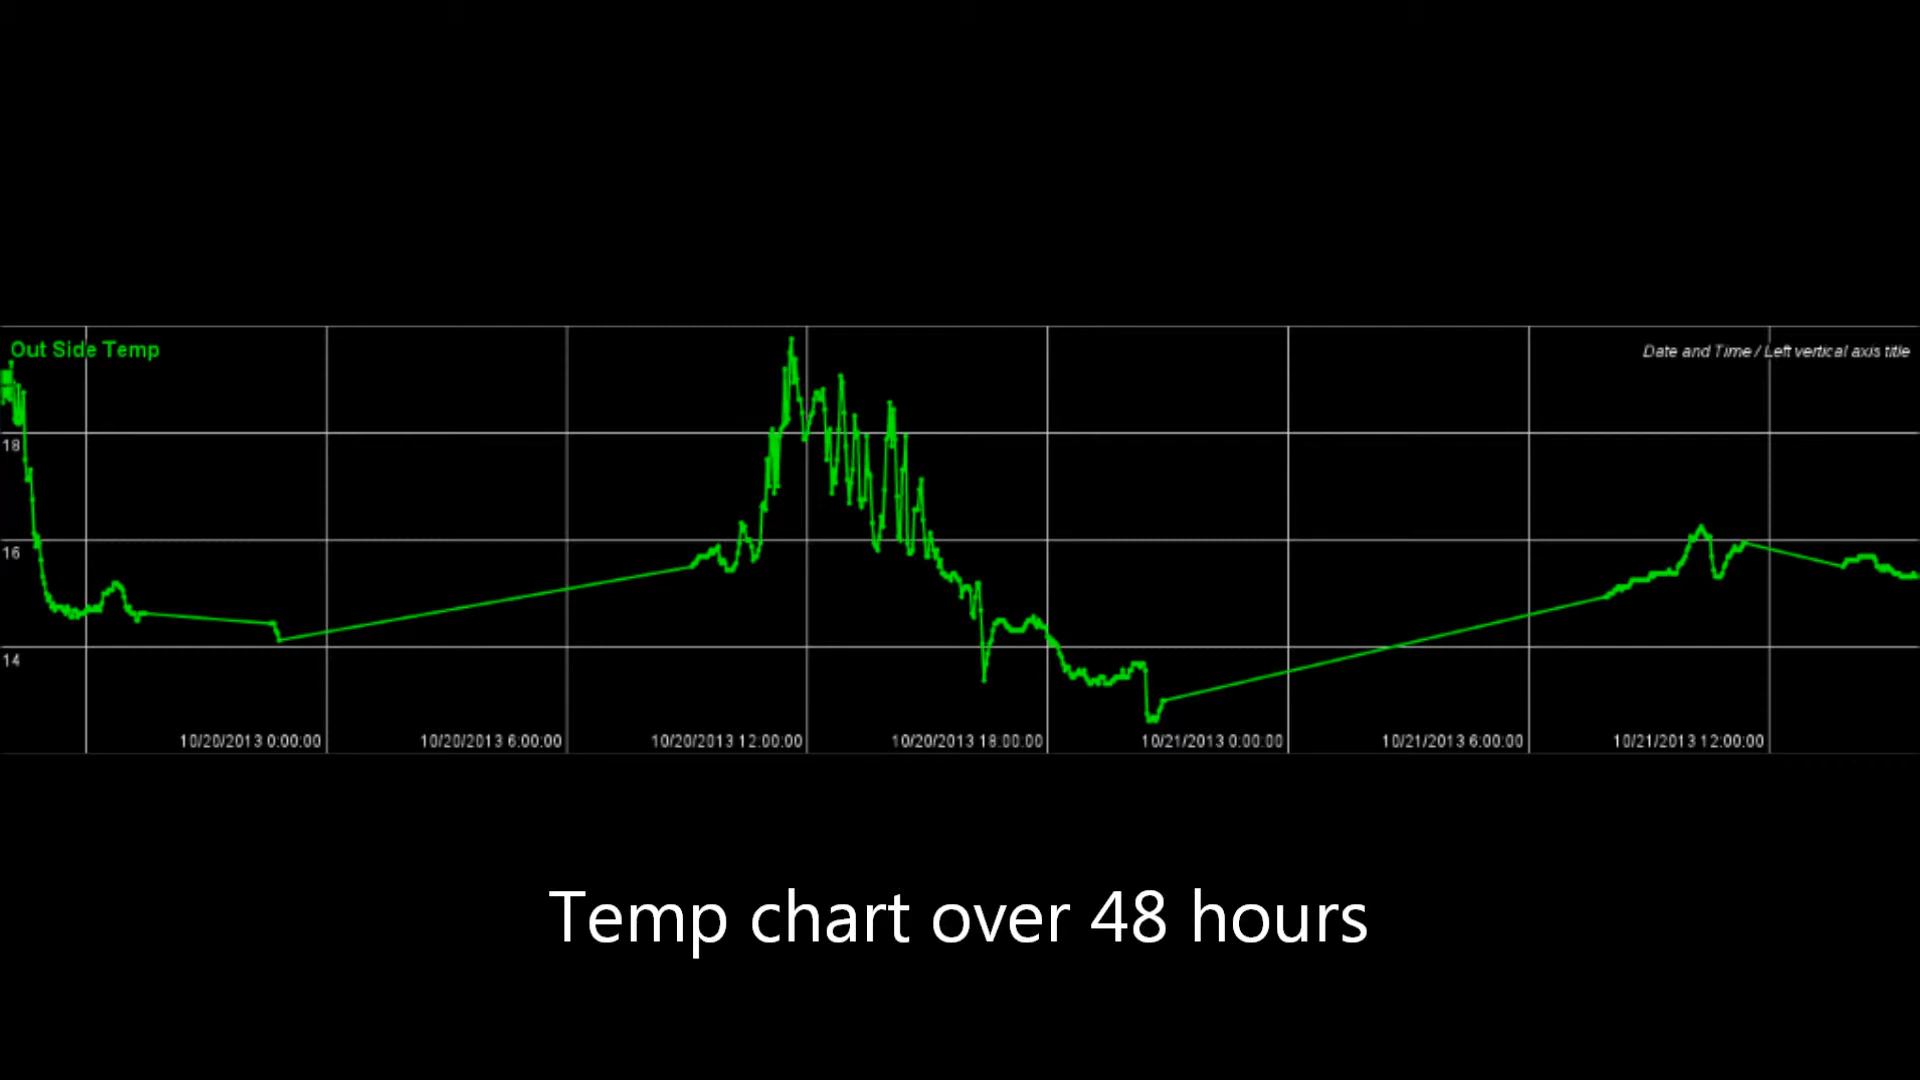 Out Side Temp
Date and Time / Left vertical axis title
18
16
14
10/20/2013 0:00:00 10/20/2013 6:00:00 10/20/2013 12:00:00 10/20/2013 18:00:00 10/21/2013 0:00:00 10/21/2013 6:00:00 10/21/2013 12:00:00
Temp chart over 48 hours